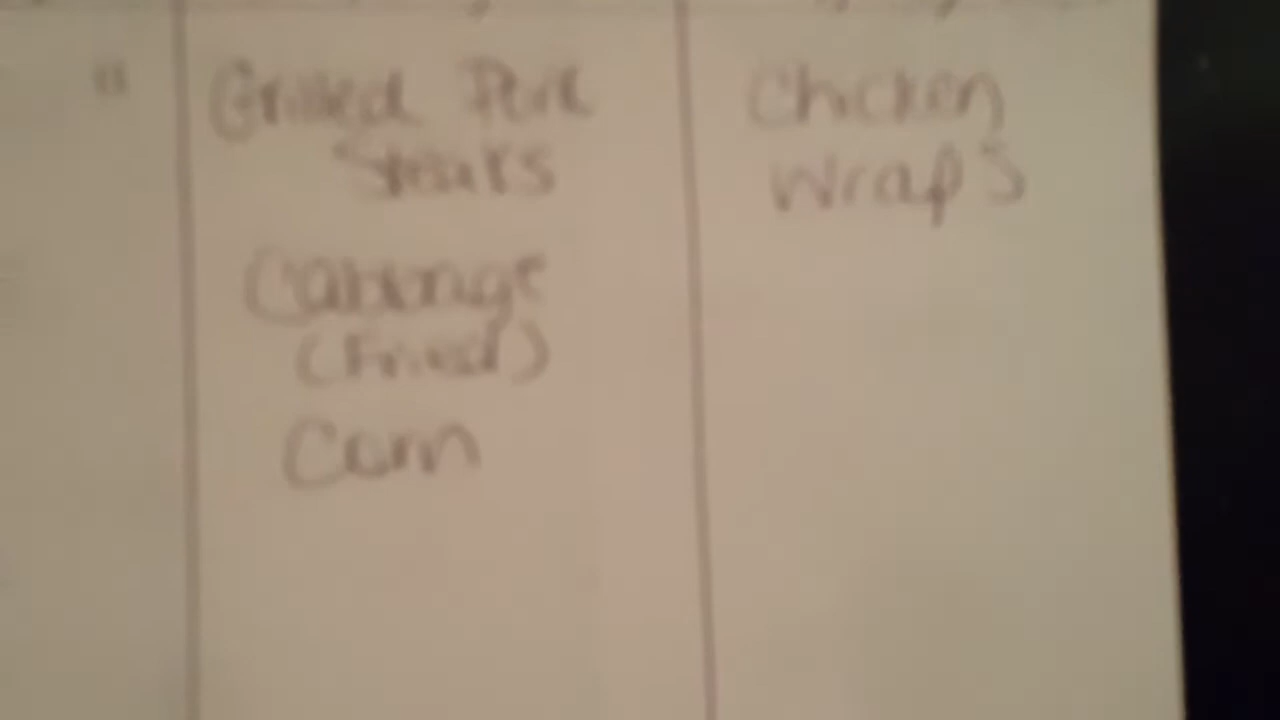 "
Grilled Pork
Steaks
Cabbage
(Fried)
Corn
Chicken
Wraps